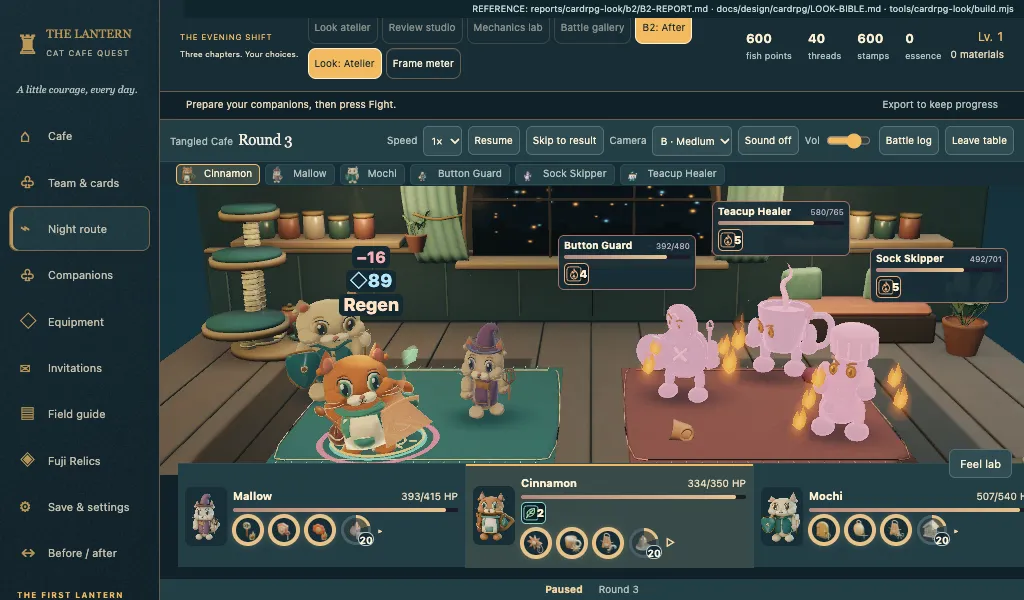 REFERENCE: reports/cardrpg-look/b2/B2-REPORT.md · docs/design/cardrpg/LOOK-BIBLE.md · tools/cardrpg-look/build.mjs
THE LANTERN
CAT CAFE QUEST
A little courage, every day.
Cafe
Team & cards
Night route
Companions
Equipment
Invitations
Field guide
Fuji Relics
Save & settings
Before / after
THE FIRST LANTERN
THE EVENING SHIFT
Three chapters. Your choices.
Look atelier
Review studio
Mechanics lab
Battle gallery
B2: After
Look: Atelier
Frame meter
600
fish points
40
threads
600
stamps
0
essence
Lv. 1
0 materials
Prepare your companions, then press Fight.
Export to keep progress
Tangled Cafe
Round 3
Speed
1x
Resume
Skip to result
Camera
B · Medium
Sound off
Vol
Battle log
Leave table
Cinnamon
Mallow
Mochi
Button Guard
Sock Skipper
Teacup Healer
−16
89
Regen
Button Guard 392/480
4
Teacup Healer 580/765
5
Sock Skipper 492/701
5
Feel lab
Mallow 393/415 HP
20
Cinnamon 334/350 HP
2
20
Mochi 507/540 H
20
Paused
Round 3